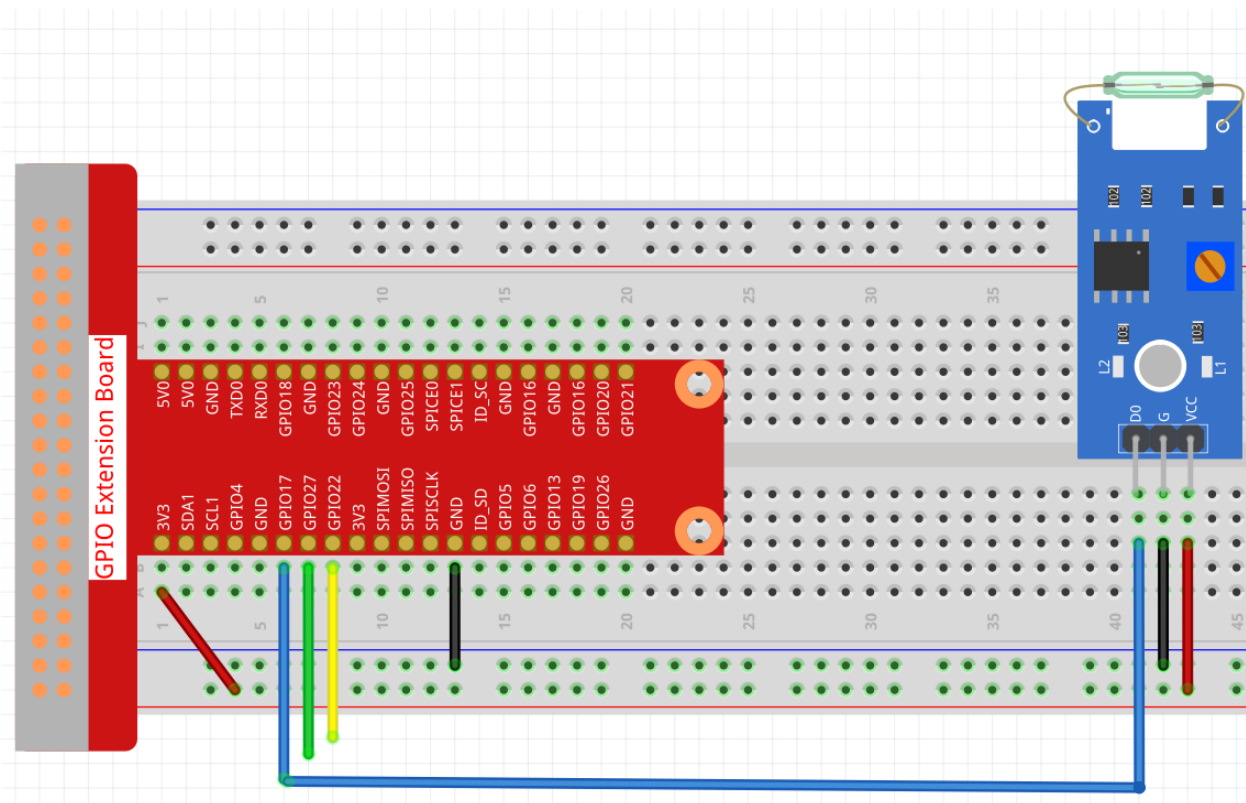 102 102
1 5 10 15 20 25 30 35
J
I
103 103
L2 L1
GPIO Extension Board
5V0 5V0 GND TXD0 RXD0 GPIO18 GND GPIO23 GPIO24 GND GPIO25 SPICE0 SPICE1 ID_SC GND GPIO16 GND GPIO16 GPIO20 GPIO21
D0 G VCC
3V3 SDA1 SCL1 GPIO4 GND GPIO17 GPIO27 GPIO22 3V3 SPIMOSI SPIMISO SPISCLK GND ID_SD GPIO5 GPIO6 GPIO13 GPIO19 GPIO26 GND
B
A
1 5 10 15 20 25 30 35 40 45